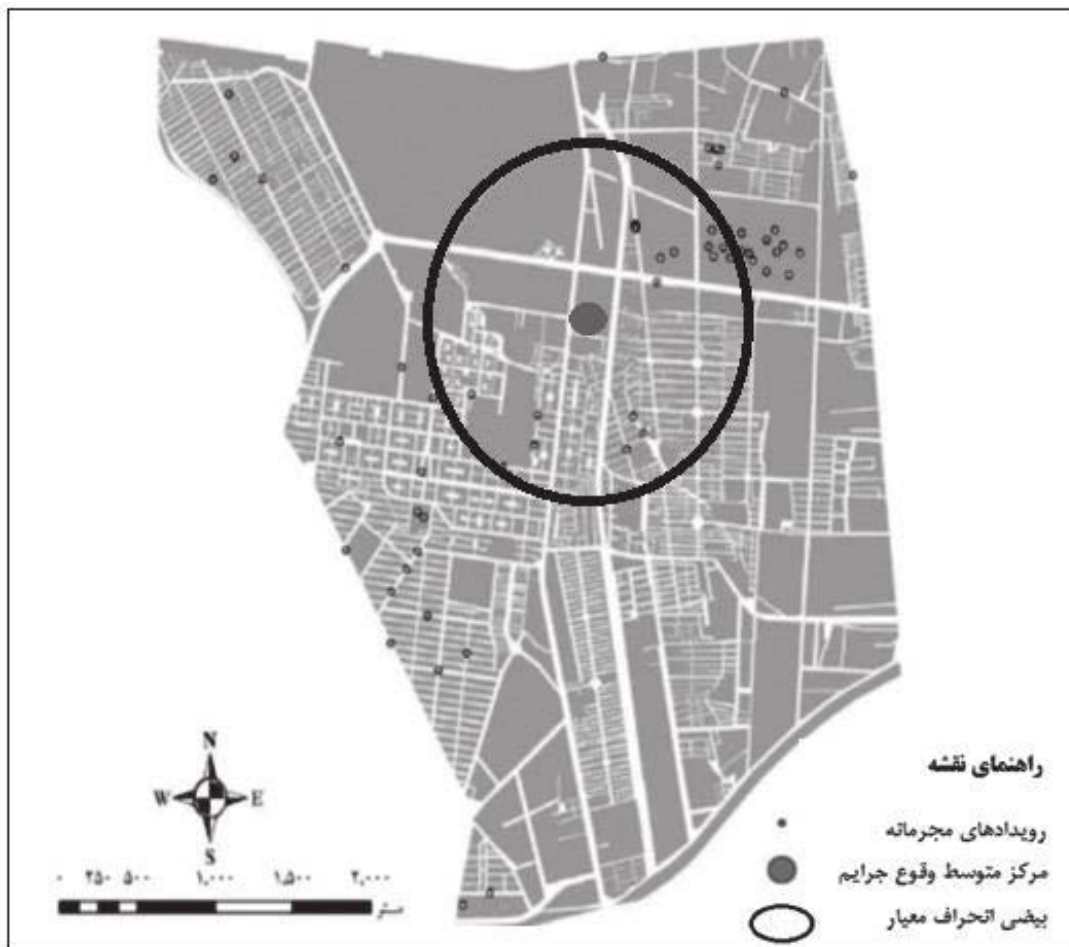 N
W E
S
۰ ۲۵۰ ۵۰۰ ۱,۰۰۰ ۱,۵۰۰ ۲,۰۰۰
متر
راهنمای نقشه
رویدادهای مجرمانه
مرکز متوسط وقوع جرایم
بیضی انحراف معیار